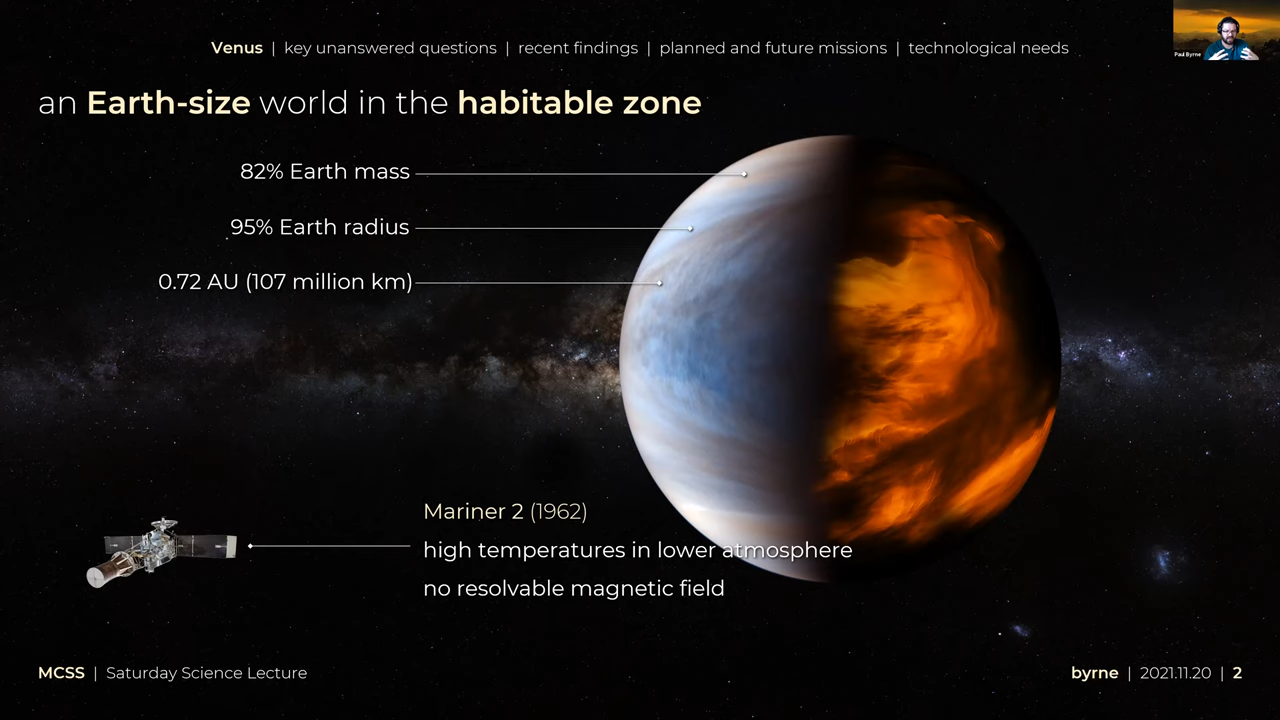 Venus | key unanswered questions | recent findings | planned and future missions | technological needs
Paul Byrne
an Earth-size world in the habitable zone
82% Earth mass
95% Earth radius
0.72 AU (107 million km)
Mariner 2 (1962)
high temperatures in lower atmosphere
no resolvable magnetic field
MCSS | Saturday Science Lecture
byrne | 2021.11.20 | 2